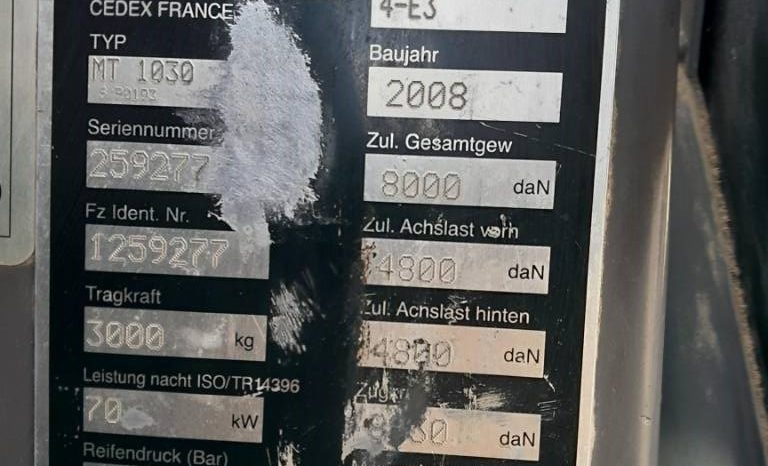 CEDEX FRANCE
TYP
MT 1030
Seriennummer
259277
Fz Ident. Nr.
1259277
Tragkraft
3000 kg
Leistung nacht ISO/TR14396
70 kW
Reifendruck (Bar)
4-E3
Baujahr
2008
Zul. Gesamtgew
8000 daN
Zul. Achslast vorn
4800 daN
Zul. Achslast hinten
4800 daN
daN